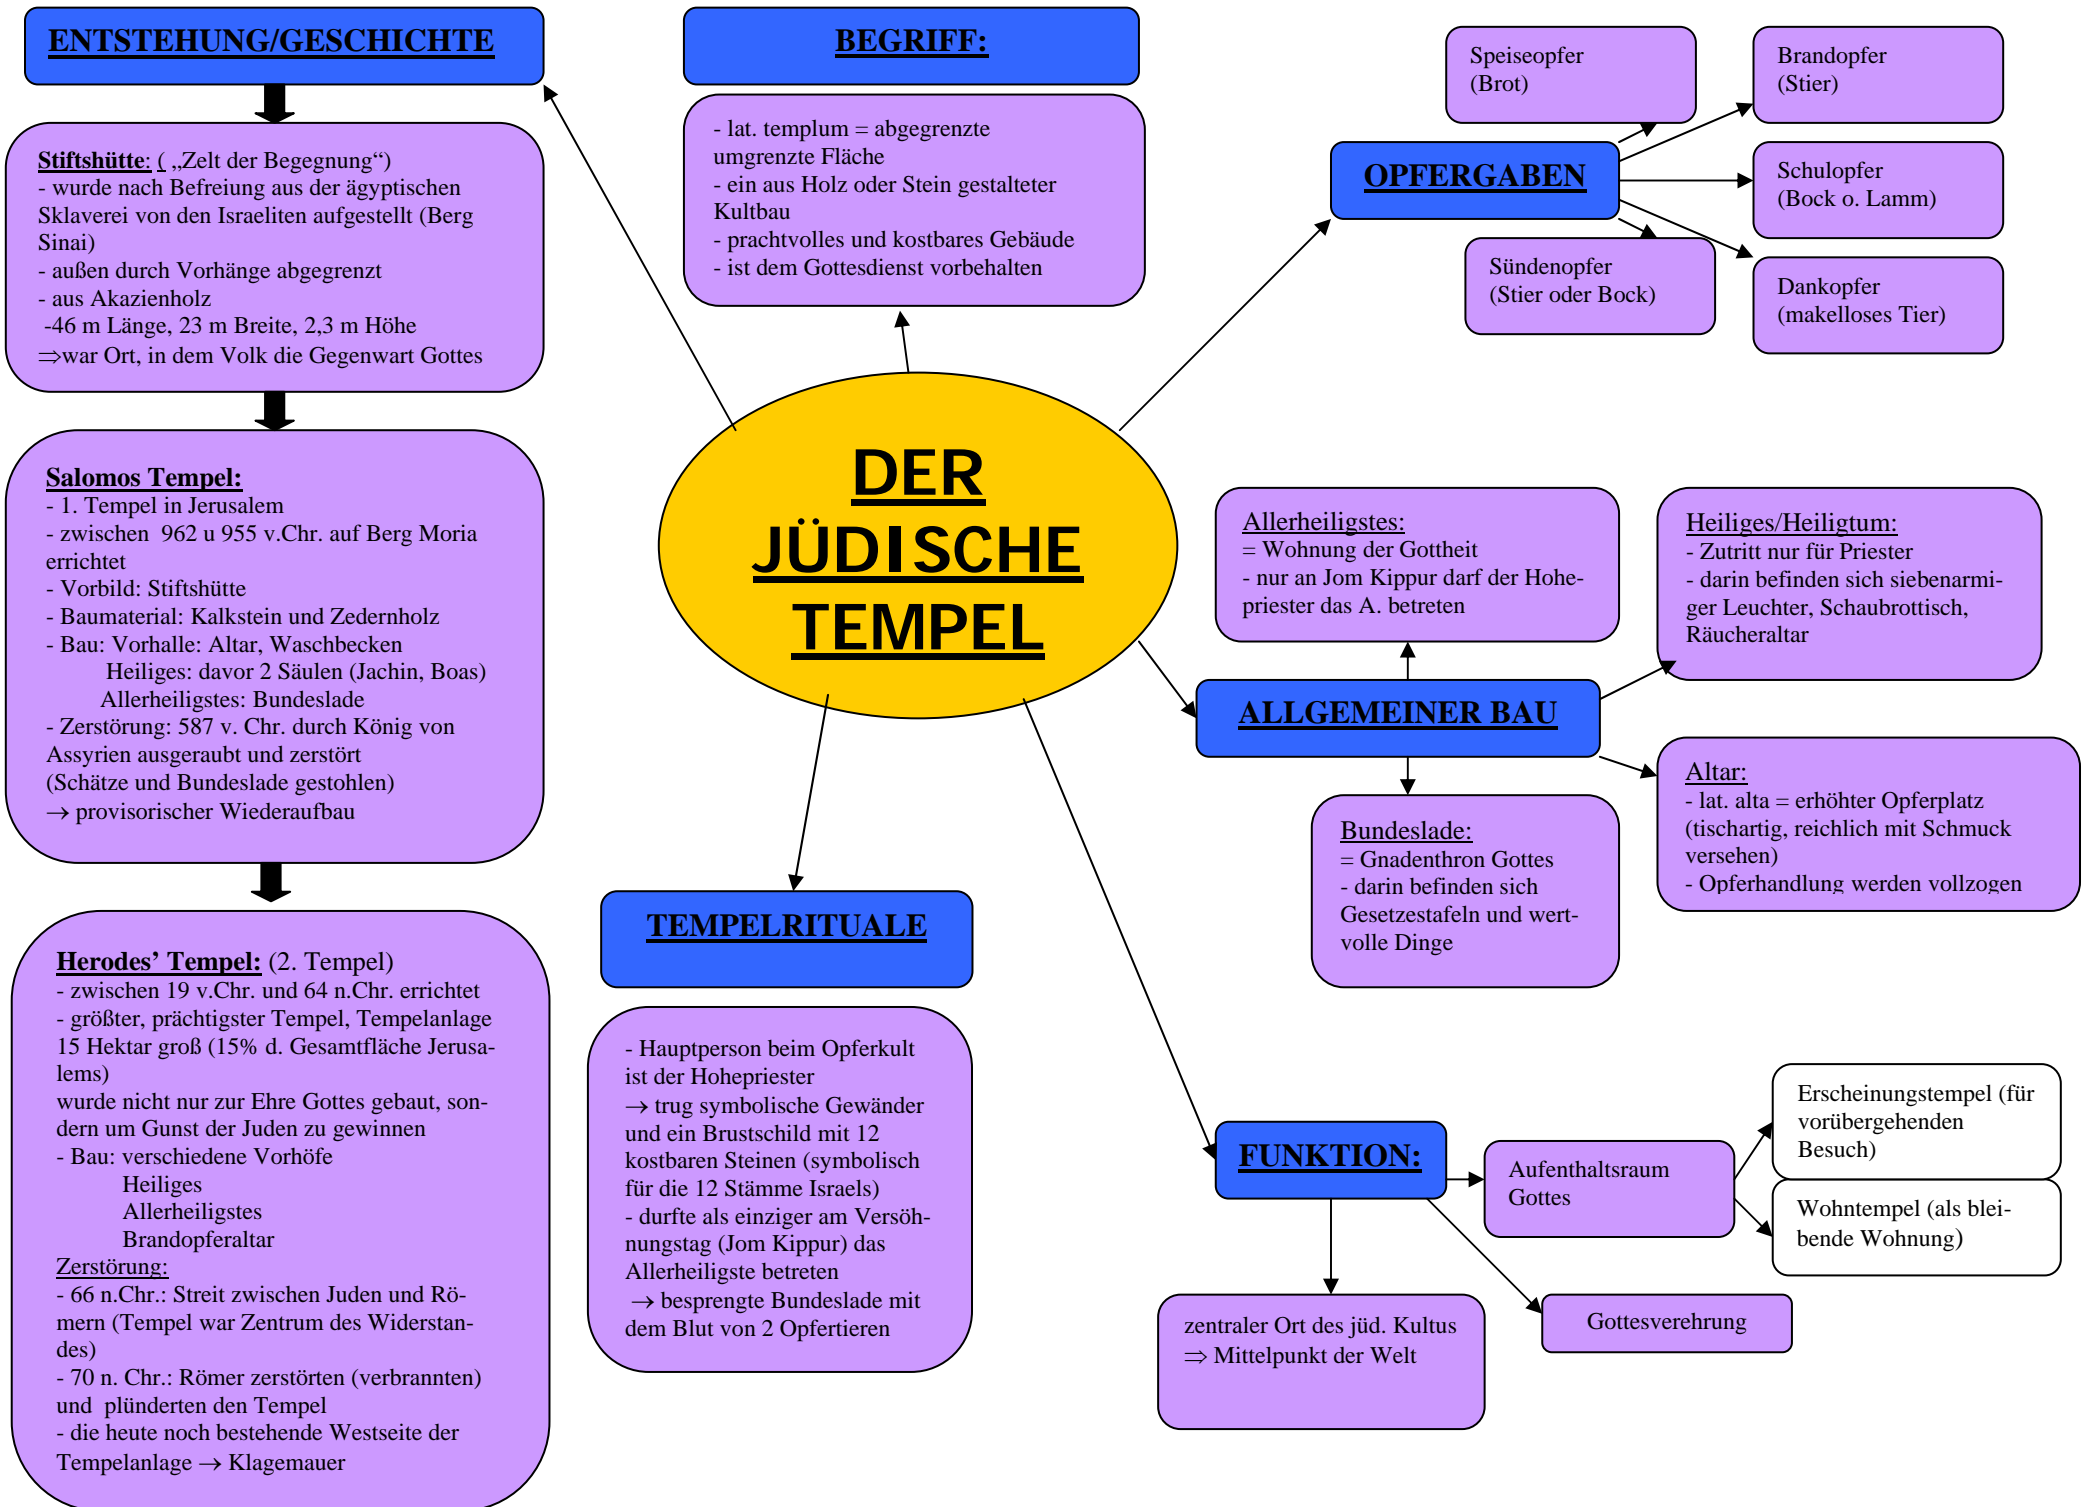 ENTSTEHUNG/GESCHICHTE
Stiftshütte: ( „Zelt der Begegnung“)
- wurde nach Befreiung aus der ägyptischen
Sklaverei von den Israeliten aufgestellt (Berg
Sinai)
- außen durch Vorhänge abgegrenzt
- aus Akazienholz
-46 m Länge, 23 m Breite, 2,3 m Höhe
⇒war Ort, in dem Volk die Gegenwart Gottes
Salomos Tempel:
- 1. Tempel in Jerusalem
- zwischen 962 u 955 v.Chr. auf Berg Moria
errichtet
- Vorbild: Stiftshütte
- Baumaterial: Kalkstein und Zedernholz
- Bau: Vorhalle: Altar, Waschbecken
Heiliges: davor 2 Säulen (Jachin, Boas)
Allerheiligstes: Bundeslade
- Zerstörung: 587 v. Chr. durch König von
Assyrien ausgeraubt und zerstört
(Schätze und Bundeslade gestohlen)
→ provisorischer Wiederaufbau
Herodes’ Tempel: (2. Tempel)
- zwischen 19 v.Chr. und 64 n.Chr. errichtet
- größter, prächtigster Tempel, Tempelanlage
15 Hektar groß (15% d. Gesamtfläche Jerusa-
lems)
wurde nicht nur zur Ehre Gottes gebaut, son-
dern um Gunst der Juden zu gewinnen
- Bau: verschiedene Vorhöfe
Heiliges
Allerheiligstes
Brandopferaltar
Zerstörung:
- 66 n.Chr.: Streit zwischen Juden und Rö-
mern (Tempel war Zentrum des Widerstan-
des)
- 70 n. Chr.: Römer zerstörten (verbrannten)
und plünderten den Tempel
- die heute noch bestehende Westseite der
Tempelanlage → Klagemauer
BEGRIFF:
- lat. templum = abgegrenzte
umgrenzte Fläche
- ein aus Holz oder Stein gestalteter
Kultbau
- prachtvolles und kostbares Gebäude
- ist dem Gottesdienst vorbehalten
DER
JÜDISCHE
TEMPEL
TEMPELRITUALE
- Hauptperson beim Opferkult
ist der Hohepriester
→ trug symbolische Gewänder
und ein Brustschild mit 12
kostbaren Steinen (symbolisch
für die 12 Stämme Israels)
- durfte als einziger am Versöh-
nungstag (Jom Kippur) das
Allerheiligste betreten
→ besprengte Bundeslade mit
dem Blut von 2 Opfertieren
OPFERGABEN
Speiseopfer
(Brot)
Brandopfer
(Stier)
Schulopfer
(Bock o. Lamm)
Sündenopfer
(Stier oder Bock)
Dankopfer
(makelloses Tier)
ALLGEMEINER BAU
Allerheiligstes:
= Wohnung der Gottheit
- nur an Jom Kippur darf der Hohe-
priester das A. betreten
Heiliges/Heiligtum:
- Zutritt nur für Priester
- darin befinden sich siebenarmi-
ger Leuchter, Schaubrottisch,
Räucheraltar
Altar:
- lat. alta = erhöhter Opferplatz
(tischartig, reichlich mit Schmuck
versehen)
- Opferhandlung werden vollzogen
Bundeslade:
= Gnadenthron Gottes
- darin befinden sich
Gesetzestafeln und wert-
volle Dinge
FUNKTION:
Aufenthaltsraum
Gottes
Erscheinungstempel (für
vorübergehenden
Besuch)
Wohntempel (als blei-
bende Wohnung)
Gottesverehrung
zentraler Ort des jüd. Kultus
⇒ Mittelpunkt der Welt